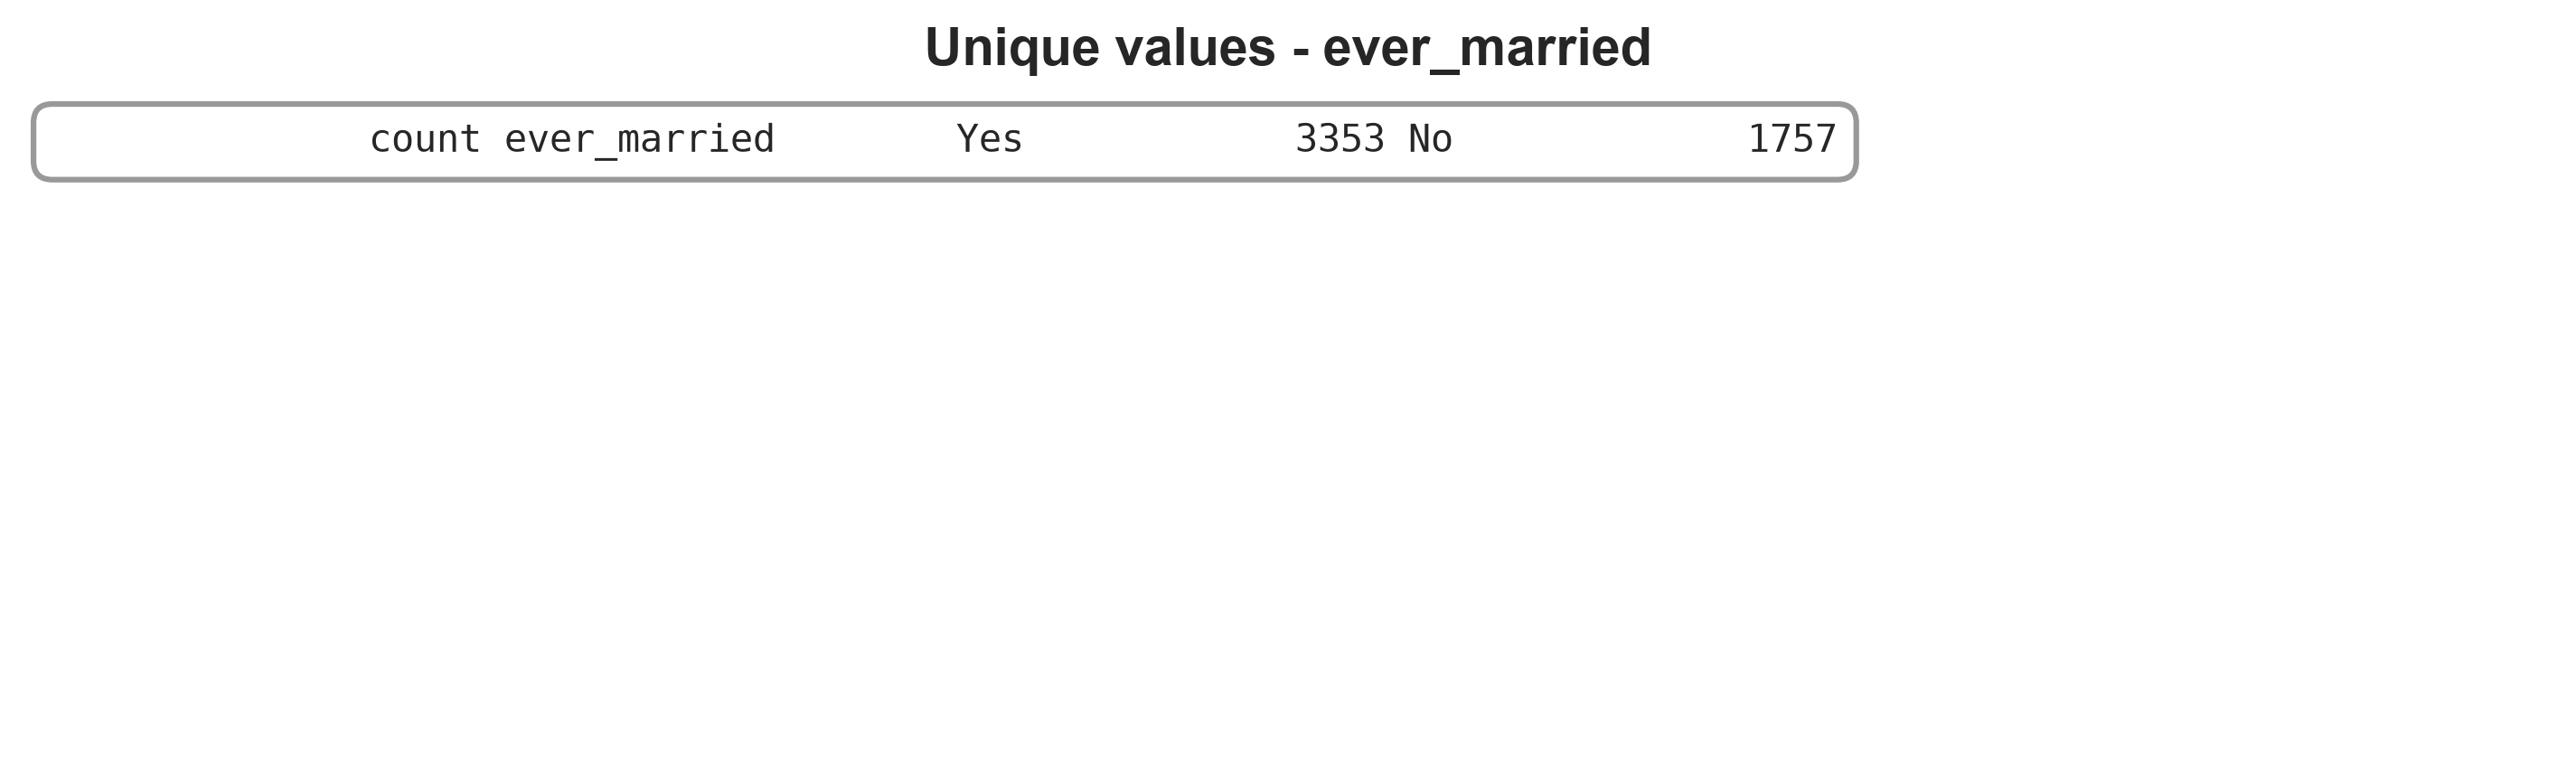 Unique values - ever_married
count ever_married Yes 3353 No 1757